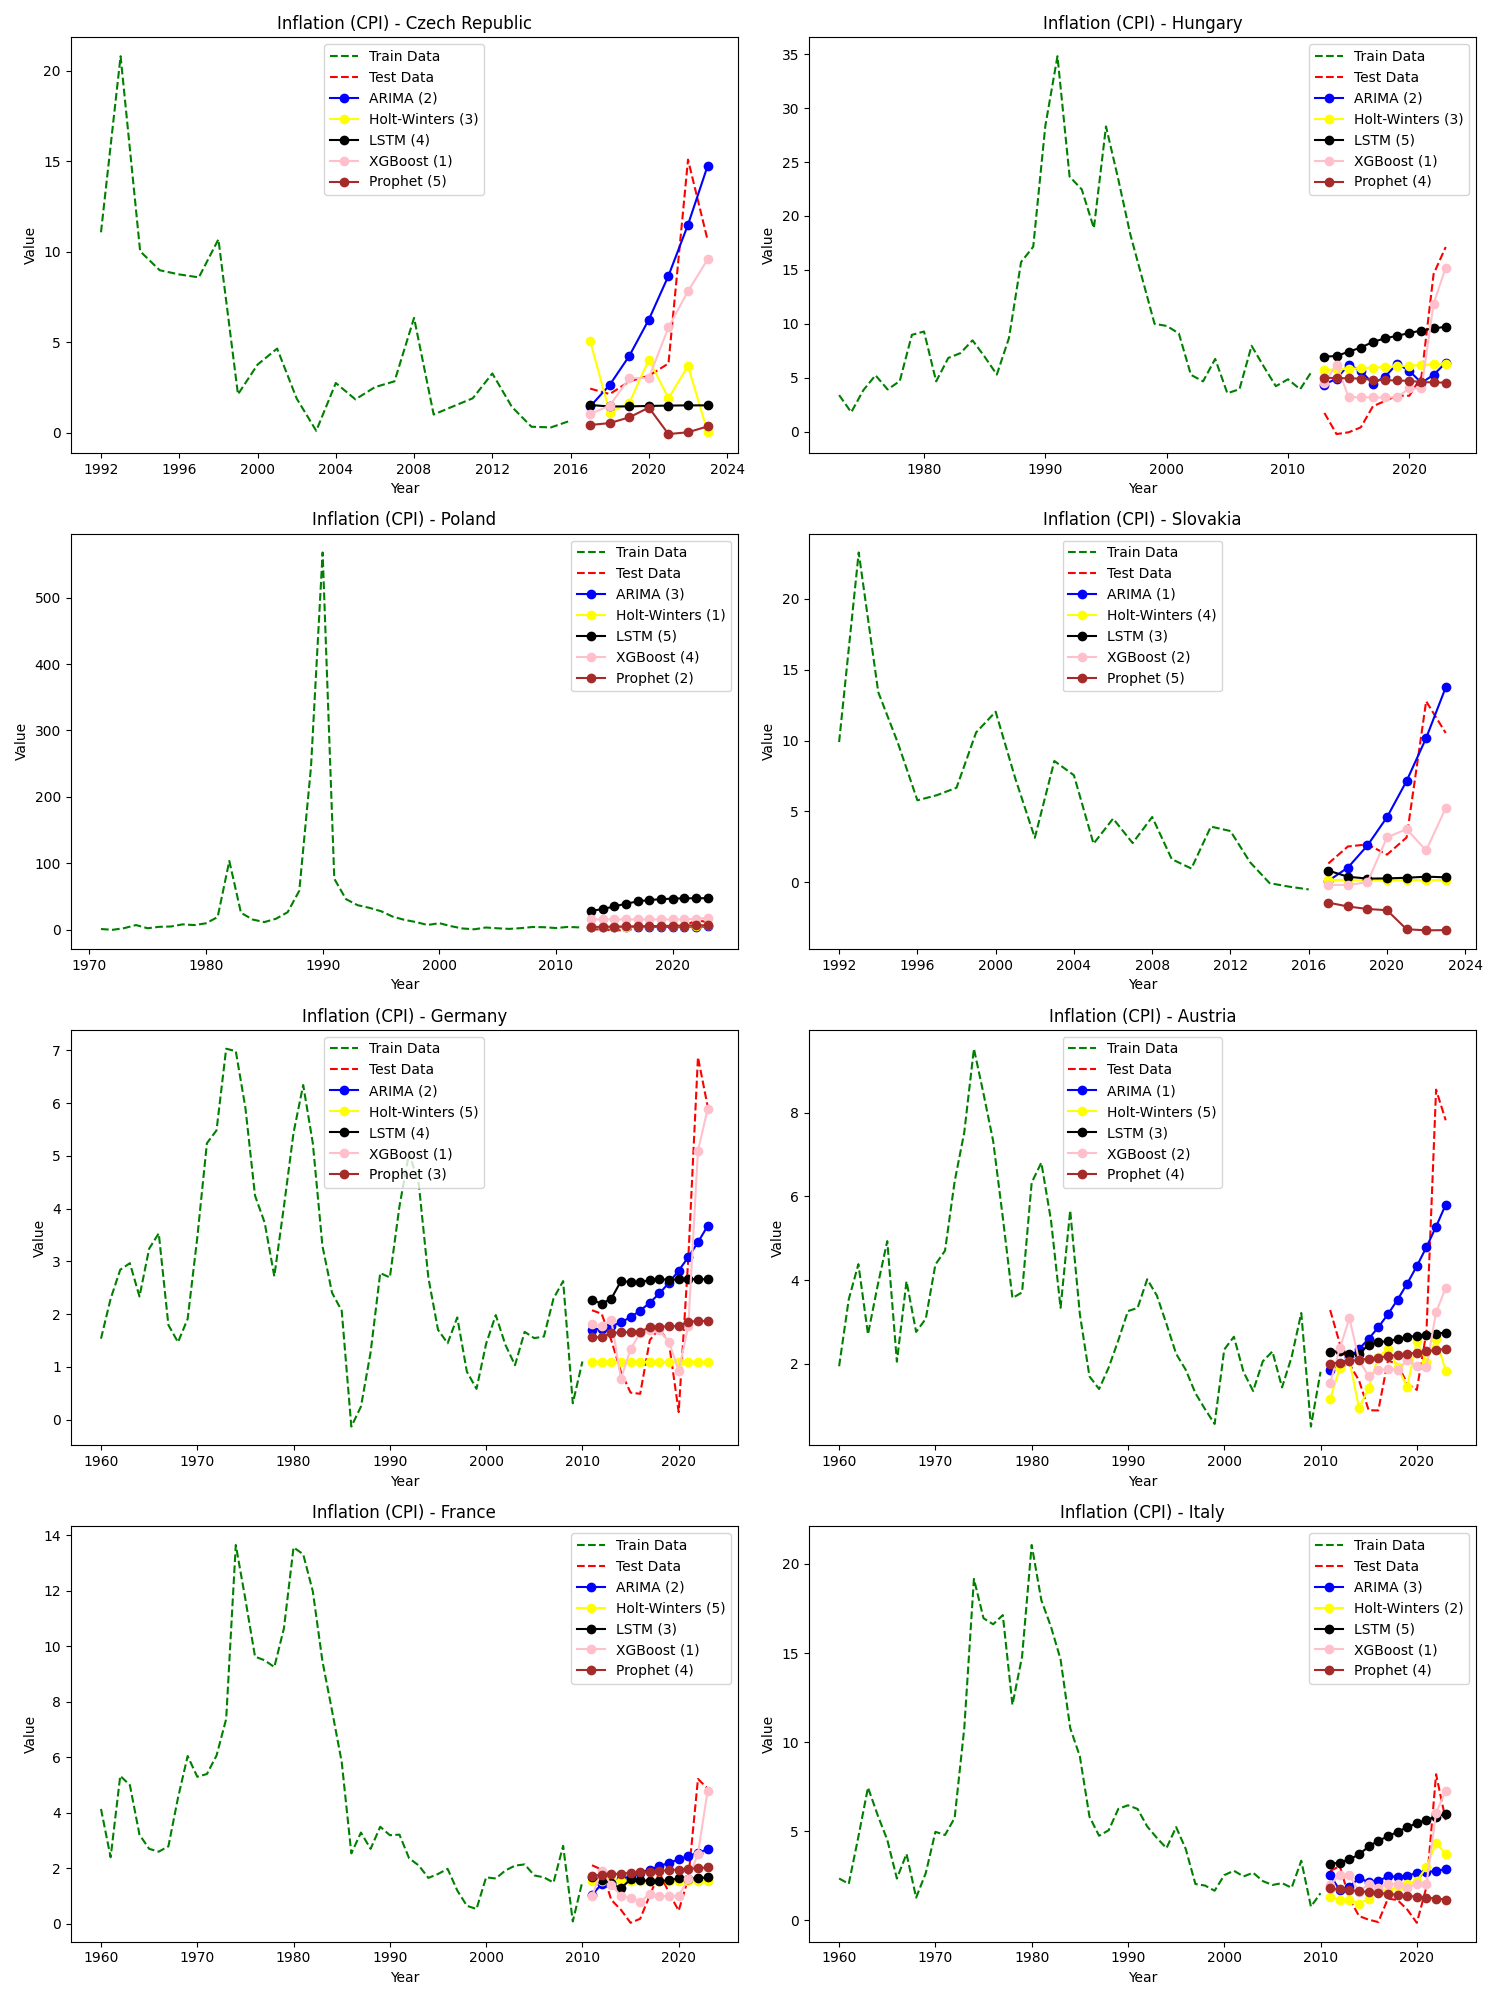 Inflation (CPI) - Czech Republic
Value
20
15
10
5
0
Train Data
Test Data
ARIMA (2)
Holt-Winters (3)
LSTM (4)
XGBoost (1)
Prophet (5)
1992 1996 2000 2004 2008 2012 2016 2020 2024
Year
Inflation (CPI) - Hungary
Value
35
30
25
20
15
10
5
0
Train Data
Test Data
ARIMA (2)
Holt-Winters (3)
LSTM (5)
XGBoost (1)
Prophet (4)
1980 1990 2000 2010 2020
Year
Inflation (CPI) - Poland
Value
500
400
300
200
100
0
Train Data
Test Data
ARIMA (3)
Holt-Winters (1)
LSTM (5)
XGBoost (4)
Prophet (2)
1970 1980 1990 2000 2010 2020
Year
Inflation (CPI) - Slovakia
Value
20
15
10
5
0
Train Data
Test Data
ARIMA (1)
Holt-Winters (4)
LSTM (3)
XGBoost (2)
Prophet (5)
1992 1996 2000 2004 2008 2012 2016 2020 2024
Year
Inflation (CPI) - Germany
Value
7
6
5
4
3
2
1
0
Train Data
Test Data
ARIMA (2)
Holt-Winters (5)
LSTM (4)
XGBoost (1)
Prophet (3)
1960 1970 1980 1990 2000 2010 2020
Year
Inflation (CPI) - Austria
Value
8
6
4
2
Train Data
Test Data
ARIMA (1)
Holt-Winters (5)
LSTM (3)
XGBoost (2)
Prophet (4)
1960 1970 1980 1990 2000 2010 2020
Year
Inflation (CPI) - France
Value
14
12
10
8
6
4
2
0
Train Data
Test Data
ARIMA (2)
Holt-Winters (5)
LSTM (3)
XGBoost (1)
Prophet (4)
1960 1970 1980 1990 2000 2010 2020
Year
Inflation (CPI) - Italy
Value
20
15
10
5
0
Train Data
Test Data
ARIMA (3)
Holt-Winters (2)
LSTM (5)
XGBoost (1)
Prophet (4)
1960 1970 1980 1990 2000 2010 2020
Year